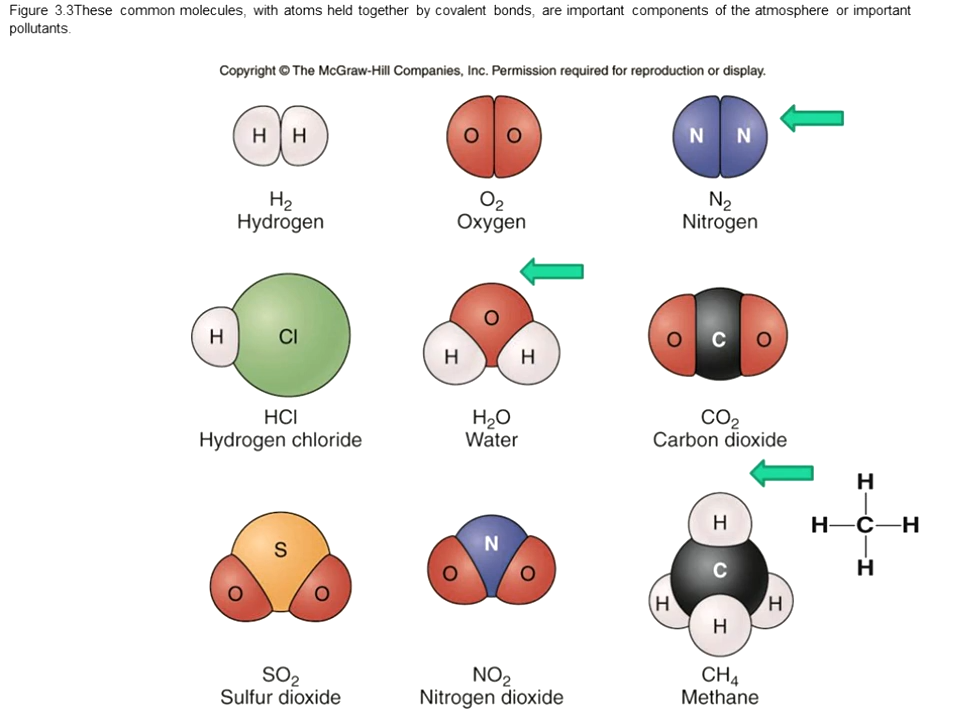 Figure 3.3These common molecules, with atoms held together by covalent bonds, are important components of the atmosphere or important
pollutants.
Copyright © The McGraw-Hill Companies, Inc. Permission required for reproduction or display.
H H
O O
N N
H₂
Hydrogen
O₂
Oxygen
N₂
Nitrogen
H Cl
O
H H
O C O
HCl
Hydrogen chloride
H₂O
Water
CO₂
Carbon dioxide
S
O O
N
O O
H
C
H H
H
H
H—C—H
H
SO₂
Sulfur dioxide
NO₂
Nitrogen dioxide
CH₄
Methane